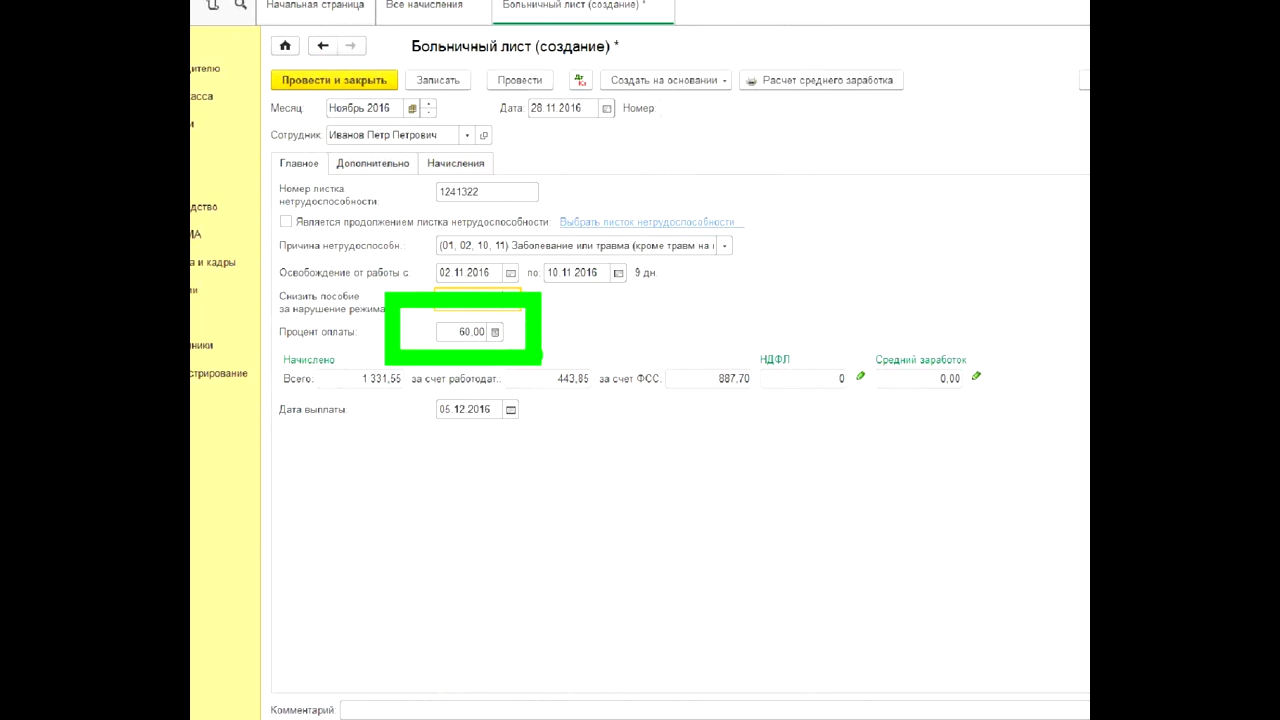 Начальная страница
Все начисления
Больничный лист (создание) *
Больничный лист (создание) *
Провести и закрыть
Записать
Провести
Дт Кт
Создать на основании
Расчет среднего заработка
Месяц: Ноябрь 2016 Дата: 28.11.2016 Номер:
Сотрудник: Иванов Петр Петрович
Главное Дополнительно Начисления
Номер листка
нетрудоспособности: 1241322
Является продолжением листка нетрудоспособности: Выбрать листок нетрудоспособности
Причина нетрудоспособн.: (01, 02, 10, 11) Заболевание или травма (кроме травм на
Освобождение от работы с: 02.11.2016 по: 10.11.2016 9 дн.
Снизить пособие
за нарушение режима
Процент оплаты: 60,00
Начислено НДФЛ Средний заработок
Всего: 1 331,55 за счет работодат..: 443,85 за счет ФСС: 887,70 0 0,00
Дата выплаты: 05.12.2016
Комментарий:
дителю
асса
и
дство
МА
а и кадры
ии
ники
стрирование